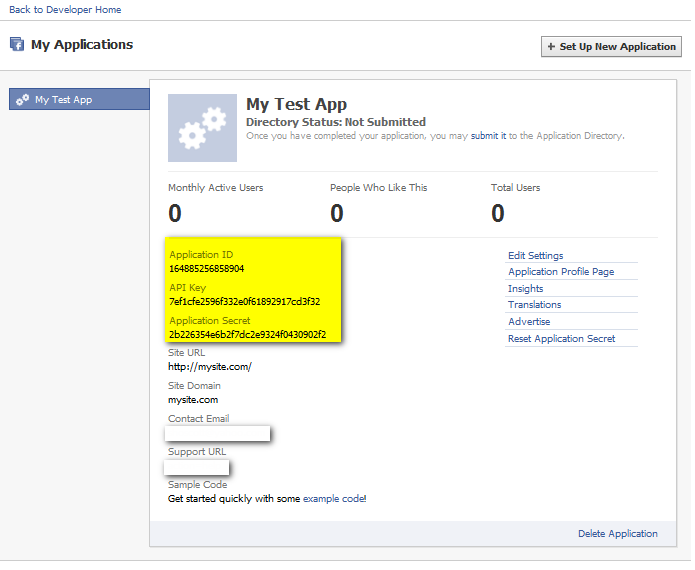 Back to Developer Home
My Applications
+ Set Up New Application
My Test App
My Test App
Directory Status: Not Submitted
Once you have completed your application, you may submit it to the Application Directory.
Monthly Active Users
People Who Like This
Total Users
0
0
0
Application ID
164885256858904
API Key
7ef1cfe2596f332e0f61892917cd3f32
Application Secret
2b226354e6b2f7dc2e9324f0430902f2
Site URL
http://mysite.com/
Site Domain
mysite.com
Contact Email
Support URL
Sample Code
Get started quickly with some example code!
Edit Settings
Application Profile Page
Insights
Translations
Advertise
Reset Application Secret
Delete Application